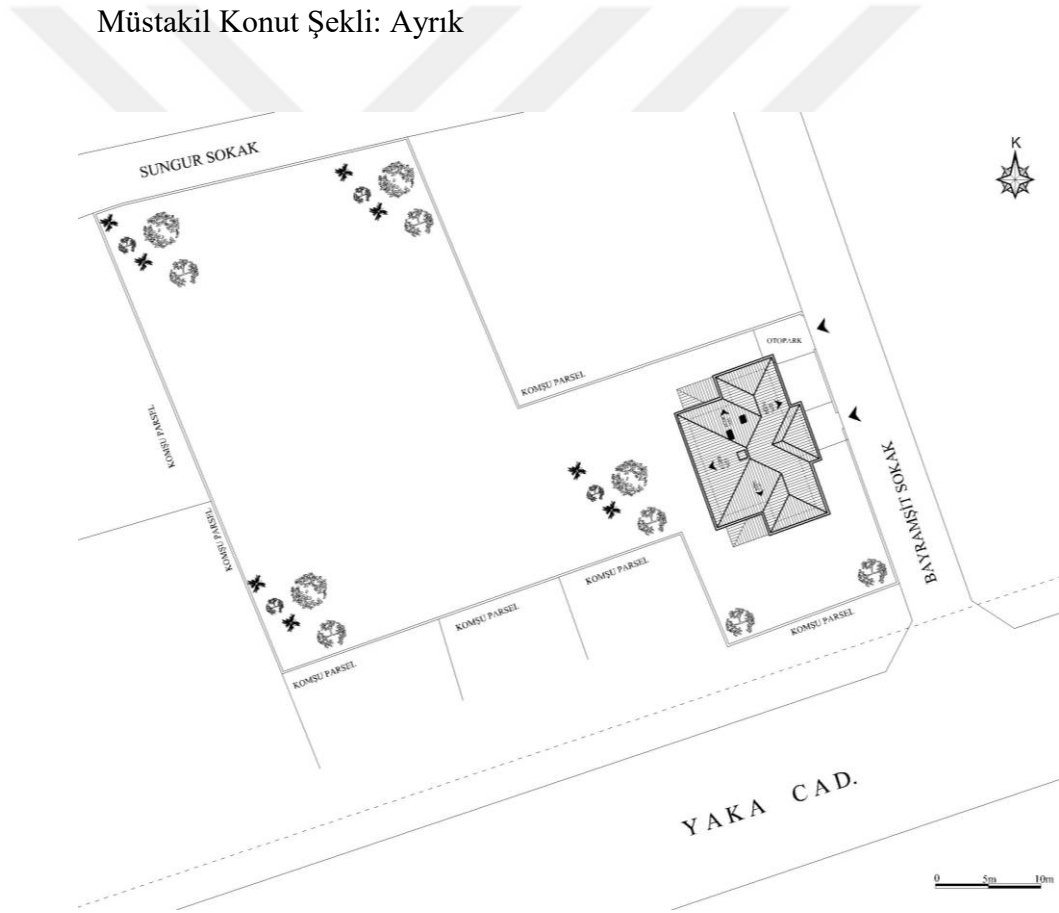 Müstakil Konut Şekli: Ayrık
K
SUNGUR SOKAK
OTOPARK
KOMŞU PARSEL
KOMŞU PARSEL
BAYRAMŞİT SOKAK
KOMŞU PARSEL
KOMŞU PARSEL
KOMŞU PARSEL
KOMŞU PARSEL
KOMŞU PARSEL
YAKA CAD.
0 5m 10m